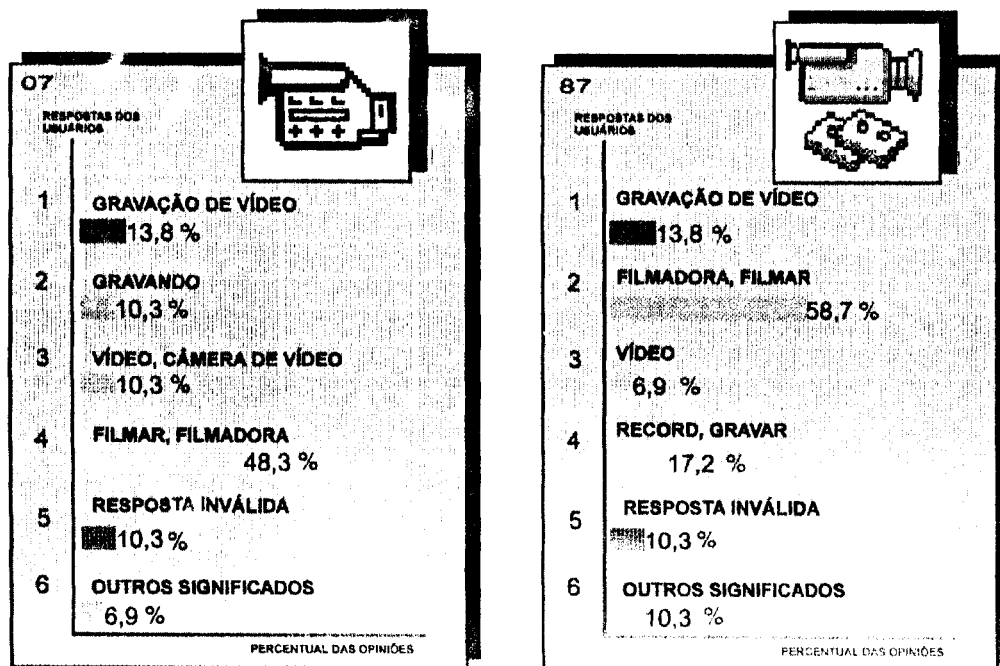 07
RESPOSTAS DOS
USUÁRIOS
1
GRAVAÇÃO DE VÍDEO
13,8 %
2
GRAVANDO
10,3 %
3
VÍDEO, CÂMERA DE VÍDEO
10,3 %
4
FILMAR, FILMADORA
48,3 %
5
RESPOSTA INVÁLIDA
10,3 %
6
OUTROS SIGNIFICADOS
6,9 %
PERCENTUAL DAS OPINIÕES
87
RESPOSTAS DOS
USUÁRIOS
1
GRAVAÇÃO DE VÍDEO
13,8 %
2
FILMADORA, FILMAR
58,7 %
3
VÍDEO
6,9 %
4
RECORD, GRAVAR
17,2 %
5
RESPOSTA INVÁLIDA
10,3 %
6
OUTROS SIGNIFICADOS
10,3 %
PERCENTUAL DAS OPINIÕES